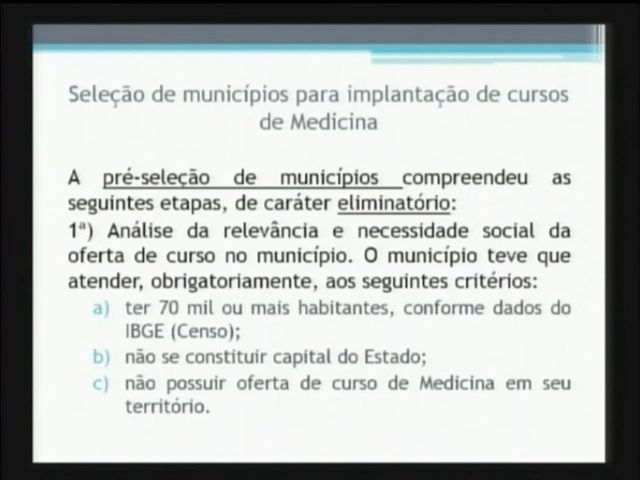 Seleção de municípios para implantação de cursos
de Medicina
A pré-seleção de municípios compreendeu as
seguintes etapas, de caráter eliminatório:
1ª) Análise da relevância e necessidade social da
oferta de curso no município. O município teve que
atender, obrigatoriamente, aos seguintes critérios:
a) ter 70 mil ou mais habitantes, conforme dados do
IBGE (Censo);
b) não se constituir capital do Estado;
c) não possuir oferta de curso de Medicina em seu
território.